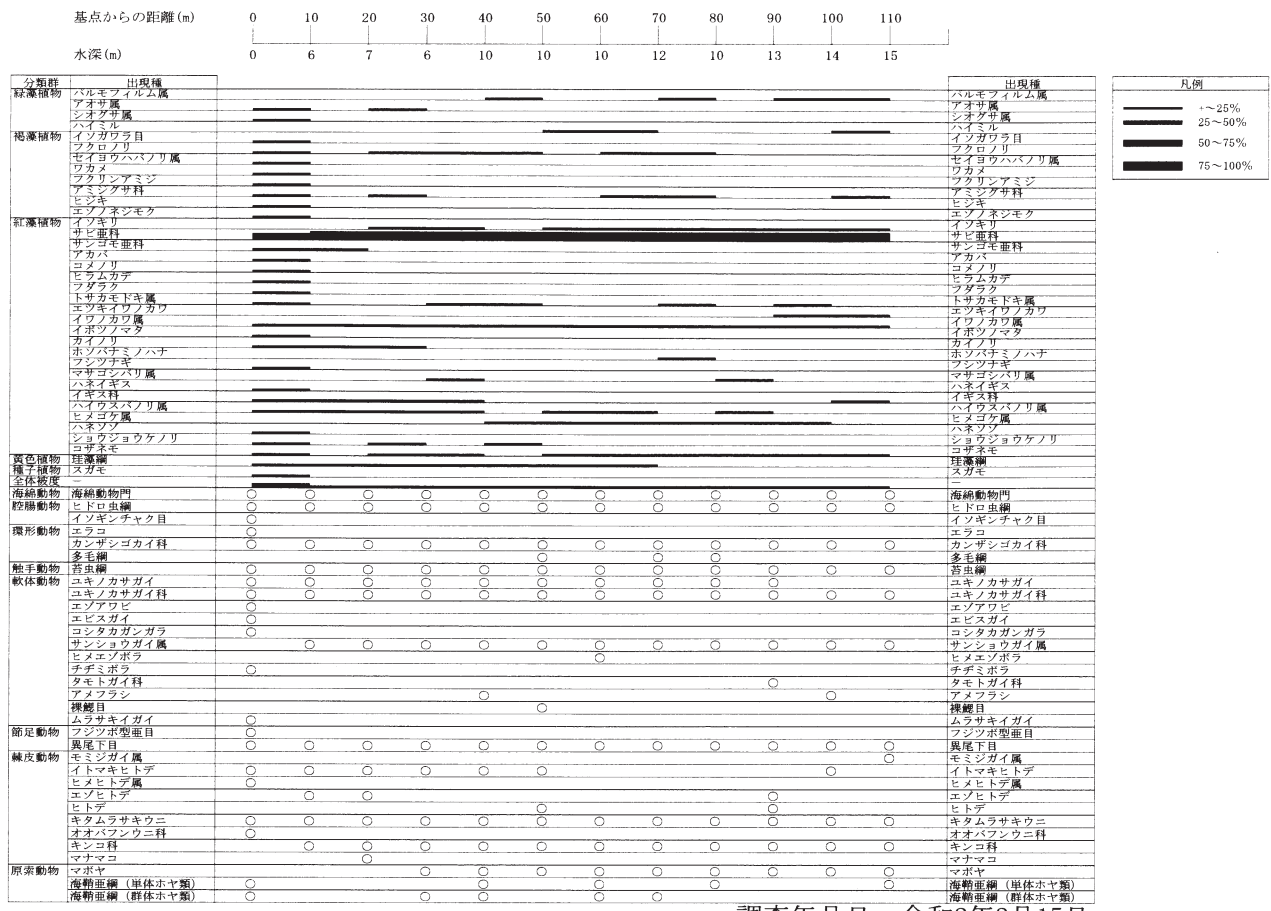 基点からの距離(m) 0 10 20 30 40 50 60 70 80 90 100 110
水深(m) 0 6 7 6 10 10 10 12 10 13 14 15
分類群 出現種 出現種 凡例
緑藻植物 パルモフィルム属 パルモフィルム属
アオサ属 アオサ属
シオグサ属 シオグサ属
ハイミル ハイミル
褐藻植物 イソガワラ目 イソガワラ目
フクロノリ フクロノリ
セイヨウハバノリ属 セイヨウハバノリ属
ワカメ ワカメ
フクリンアミジ フクリンアミジ
アミジグサ科 アミジグサ科
ヒジキ ヒジキ
エゾノネジモク エゾノネジモク
紅藻植物 イソキリ イソキリ
サビ亜科 サビ亜科
サンゴモ亜科 サンゴモ亜科
アカバ アカバ
コメノリ コメノリ
ヒラムカデ ヒラムカデ
フダラク フダラク
トサカモドキ属 トサカモドキ属
エツキイワノカワ エツキイワノカワ
イワノカワ属 イワノカワ属
イボツノマタ イボツノマタ
カイノリ カイノリ
ホソバナミノハナ ホソバナミノハナ
フシツナギ フシツナギ
マサゴシバリ属 マサゴシバリ属
ハネイギス ハネイギス
イギス科 イギス科
ハイウスバノリ属 ハイウスバノリ属
ヒメゴケ属 ヒメゴケ属
ハネソゾ ハネソゾ
ショウジョウケノリ ショウジョウケノリ
コザネモ コザネモ
黄色植物 珪藻綱 珪藻綱
種子植物 スガモ スガモ
全体被度 － －
海綿動物 海綿動物門 海綿動物門
腔腸動物 ヒドロ虫綱 ヒドロ虫綱
イソギンチャク目 イソギンチャク目
環形動物 エラコ エラコ
カンザシゴカイ科 カンザシゴカイ科
多毛綱 多毛綱
触手動物 苔虫綱 苔虫綱
軟体動物 ユキノカサガイ ユキノカサガイ
ユキノカサガイ科 ユキノカサガイ科
エゾアワビ エゾアワビ
エビスガイ エビスガイ
コシタカガンガラ コシタカガンガラ
サンショウガイ属 サンショウガイ属
ヒメエゾボラ ヒメエゾボラ
チヂミボラ チヂミボラ
タモトガイ科 タモトガイ科
アメフラシ アメフラシ
裸鰓目 裸鰓目
ムラサキイガイ ムラサキイガイ
節足動物 フジツボ型亜目 フジツボ型亜目
異尾下目 異尾下目
棘皮動物 モミジガイ属 モミジガイ属
イトマキヒトデ イトマキヒトデ
ヒメヒトデ属 ヒメヒトデ属
エゾヒトデ エゾヒトデ
ヒトデ ヒトデ
キタムラサキウニ キタムラサキウニ
オオバフンウニ科 オオバフンウニ科
キンコ科 キンコ科
マナマコ マナマコ
原索動物 マボヤ マボヤ
海鞘亜綱 (単体ホヤ類) 海鞘亜綱 (単体ホヤ類)
海鞘亜綱 (群体ホヤ類) 海鞘亜綱 (群体ホヤ類)
+～25%
25～50%
50～75%
75～100%